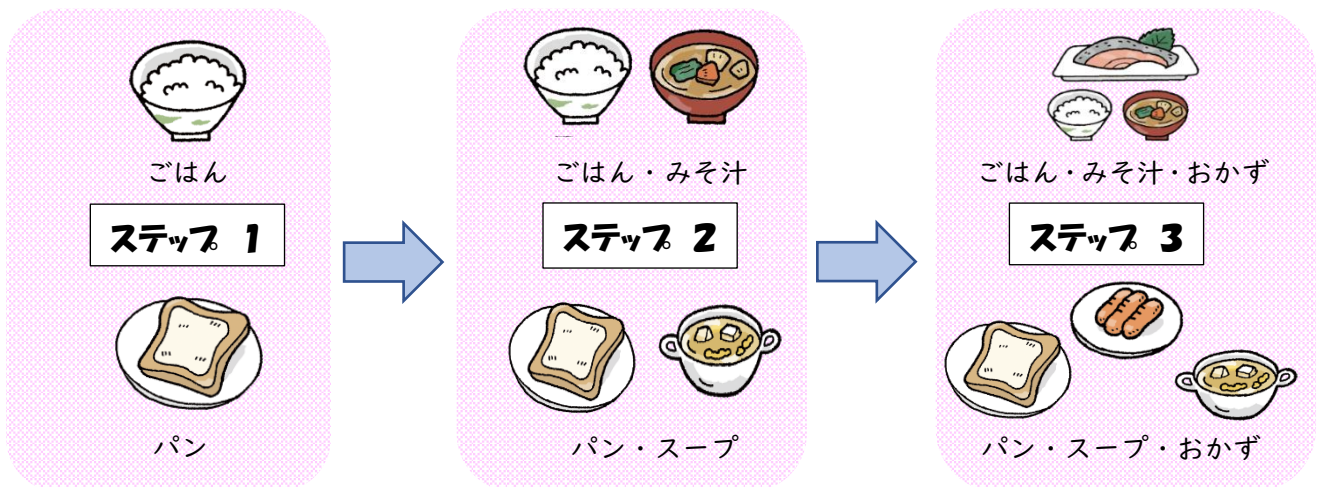 ごはん
ステップ 1
パン
ごはん・みそ汁
ステップ 2
パン・スープ
ごはん・みそ汁・おかず
ステップ 3
パン・スープ・おかず